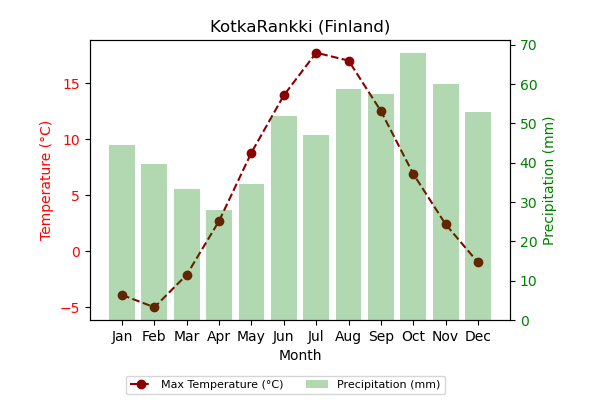 KotkaRankki (Finland)
Temperature (°C)
15
10
5
0
−5
70
60
50
40
30
20
10
0
Precipitation (mm)
Jan Feb Mar Apr May Jun Jul Aug Sep Oct Nov Dec
Month
Max Temperature (°C) Precipitation (mm)